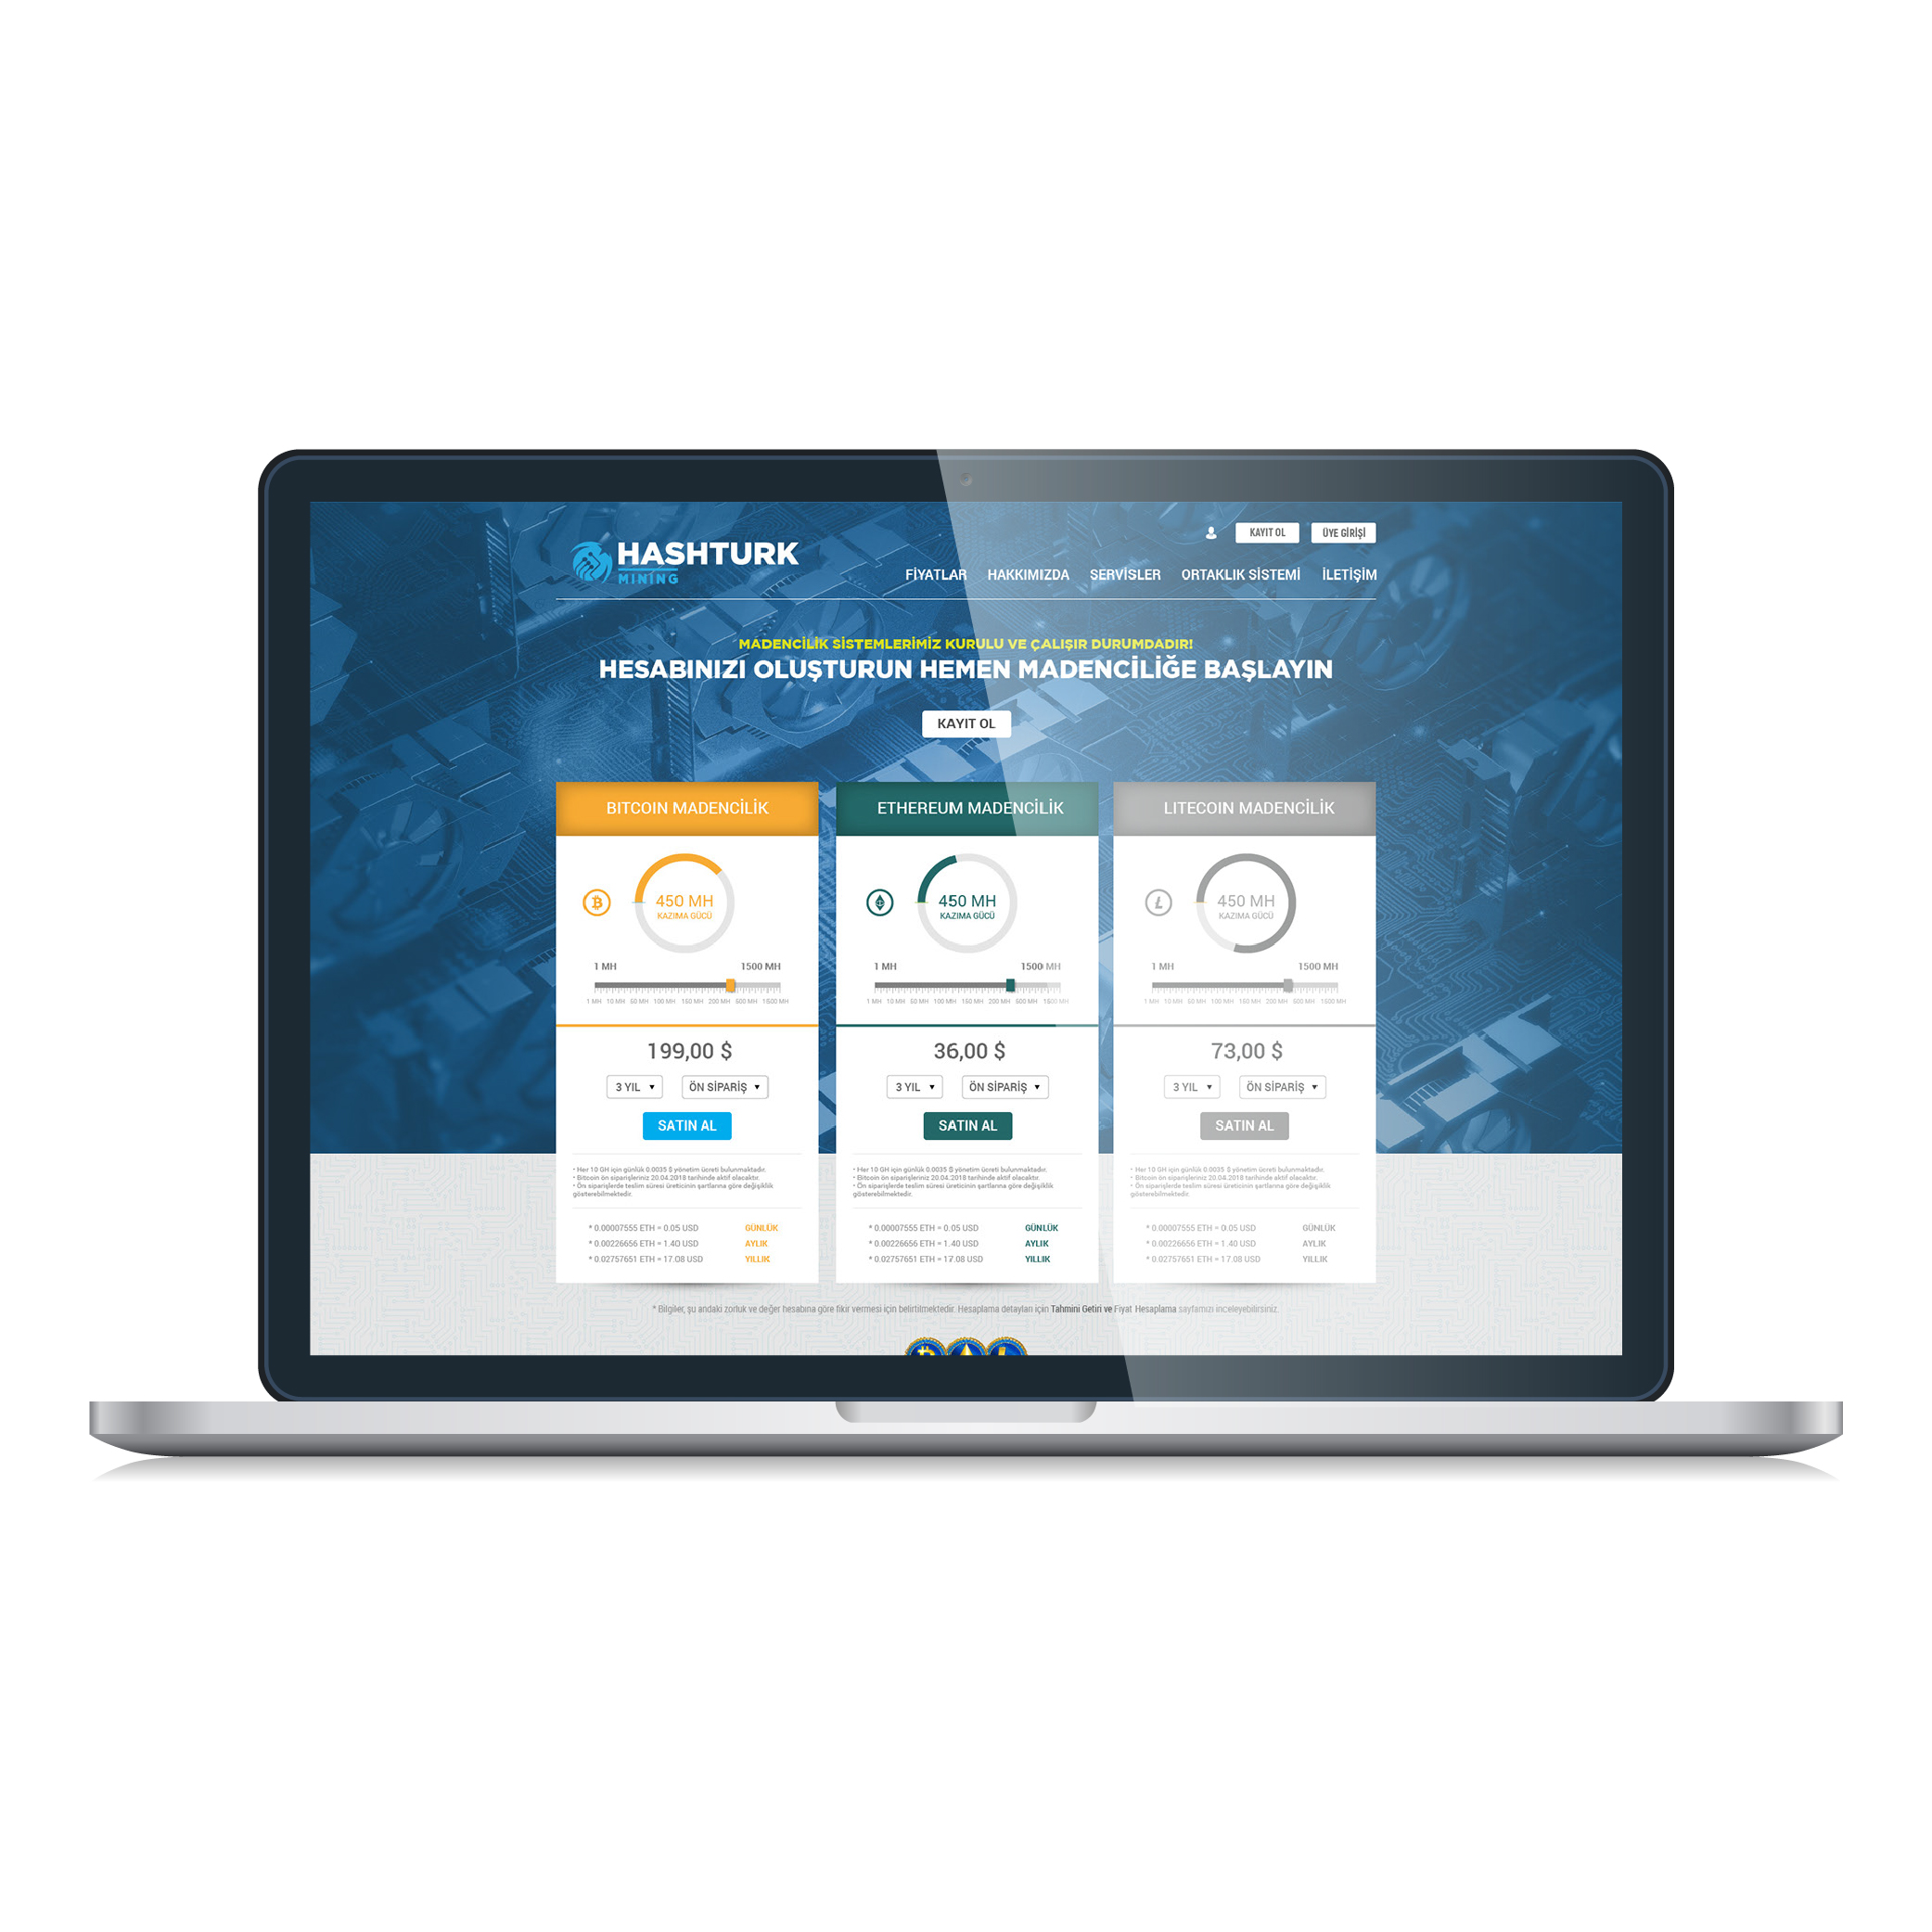 KAYIT OL
ÜYE GİRİŞİ
HASHTURK
MINING
FİYATLAR HAKKIMIZDA SERVİSLER ORTAKLIK SİSTEMİ İLETİŞİM
MADENCİLİK SİSTEMLERİMİZ KURULU VE ÇALIŞIR DURUMDADIR!
HESABINIZI OLUŞTURUN HEMEN MADENCİLİĞE BAŞLAYIN
KAYIT OL
BITCOIN MADENCİLİK
450 MH
KAZIMA GÜCÜ
1 MH 1500 MH
1 MH 10 MH 50 MH 100 MH 150 MH 200 MH 500 MH 1500 MH
199,00 $
3 YIL ÖN SİPARİŞ
SATIN AL
• Her 10 GH için günlük 0.0035 $ yönetim ücreti bulunmaktadır.
• Bitcoin ön siparişleriniz 20.04.2018 tarihinde aktif olacaktır.
• Ön siparişlerde teslim süresi üreticinin şartlarına göre değişiklik
gösterebilmektedir.
* 0.00007555 ETH = 0.05 USD GÜNLÜK
* 0.00226656 ETH = 1.40 USD AYLIK
* 0.02757651 ETH = 17.08 USD YILLIK
ETHEREUM MADENCİLİK
450 MH
KAZIMA GÜCÜ
1 MH 1500 MH
1 MH 10 MH 50 MH 100 MH 150 MH 200 MH 500 MH 1500 MH
36,00 $
3 YIL ÖN SİPARİŞ
SATIN AL
• Her 10 GH için günlük 0.0035 $ yönetim ücreti bulunmaktadır.
• Bitcoin ön siparişleriniz 20.04.2018 tarihinde aktif olacaktır.
• Ön siparişlerde teslim süresi üreticinin şartlarına göre değişiklik
gösterebilmektedir.
* 0.00007555 ETH = 0.05 USD GÜNLÜK
* 0.00226656 ETH = 1.40 USD AYLIK
* 0.02757651 ETH = 17.08 USD YILLIK
LITECOIN MADENCİLİK
450 MH
KAZIMA GÜCÜ
1 MH 1500 MH
1 MH 10 MH 50 MH 100 MH 150 MH 200 MH 500 MH 1500 MH
73,00 $
3 YIL ÖN SİPARİŞ
SATIN AL
• Her 10 GH için günlük 0.0035 $ yönetim ücreti bulunmaktadır.
• Bitcoin ön siparişleriniz 20.04.2018 tarihinde aktif olacaktır.
• Ön siparişlerde teslim süresi üreticinin şartlarına göre değişiklik
gösterebilmektedir.
* 0.00007555 ETH = 0.05 USD GÜNLÜK
* 0.00226656 ETH = 1.40 USD AYLIK
* 0.02757651 ETH = 17.08 USD YILLIK
* Bilgiler, şu andaki zorluk ve değer hesabına göre fikir vermesi için belirtilmektedir. Hesaplama detayları için Tahmini Getiri ve Fiyat Hesaplama sayfamızı inceleyebilirsiniz.